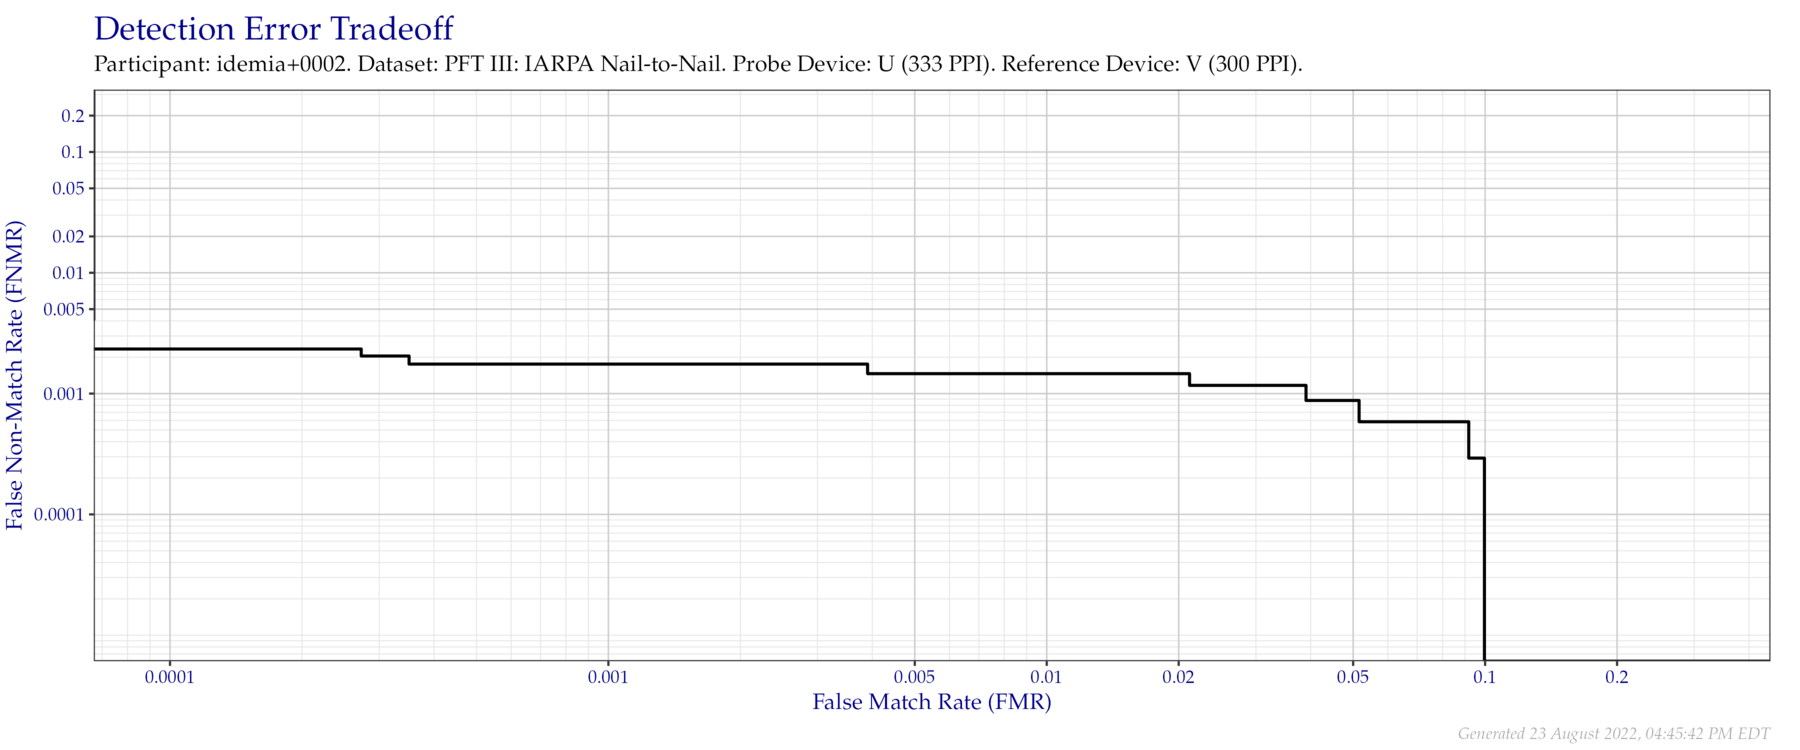 Detection Error Tradeoff
Participant: idemia+0002. Dataset: PFT III: IARPA Nail-to-Nail. Probe Device: U (333 PPI). Reference Device: V (300 PPI).
False Non-Match Rate (FNMR)
0.2
0.1
0.05
0.02
0.01
0.005
0.001
0.0001
0.0001 0.001 0.005 0.01 0.02 0.05 0.1 0.2
False Match Rate (FMR)
Generated 23 August 2022, 04:45:42 PM EDT